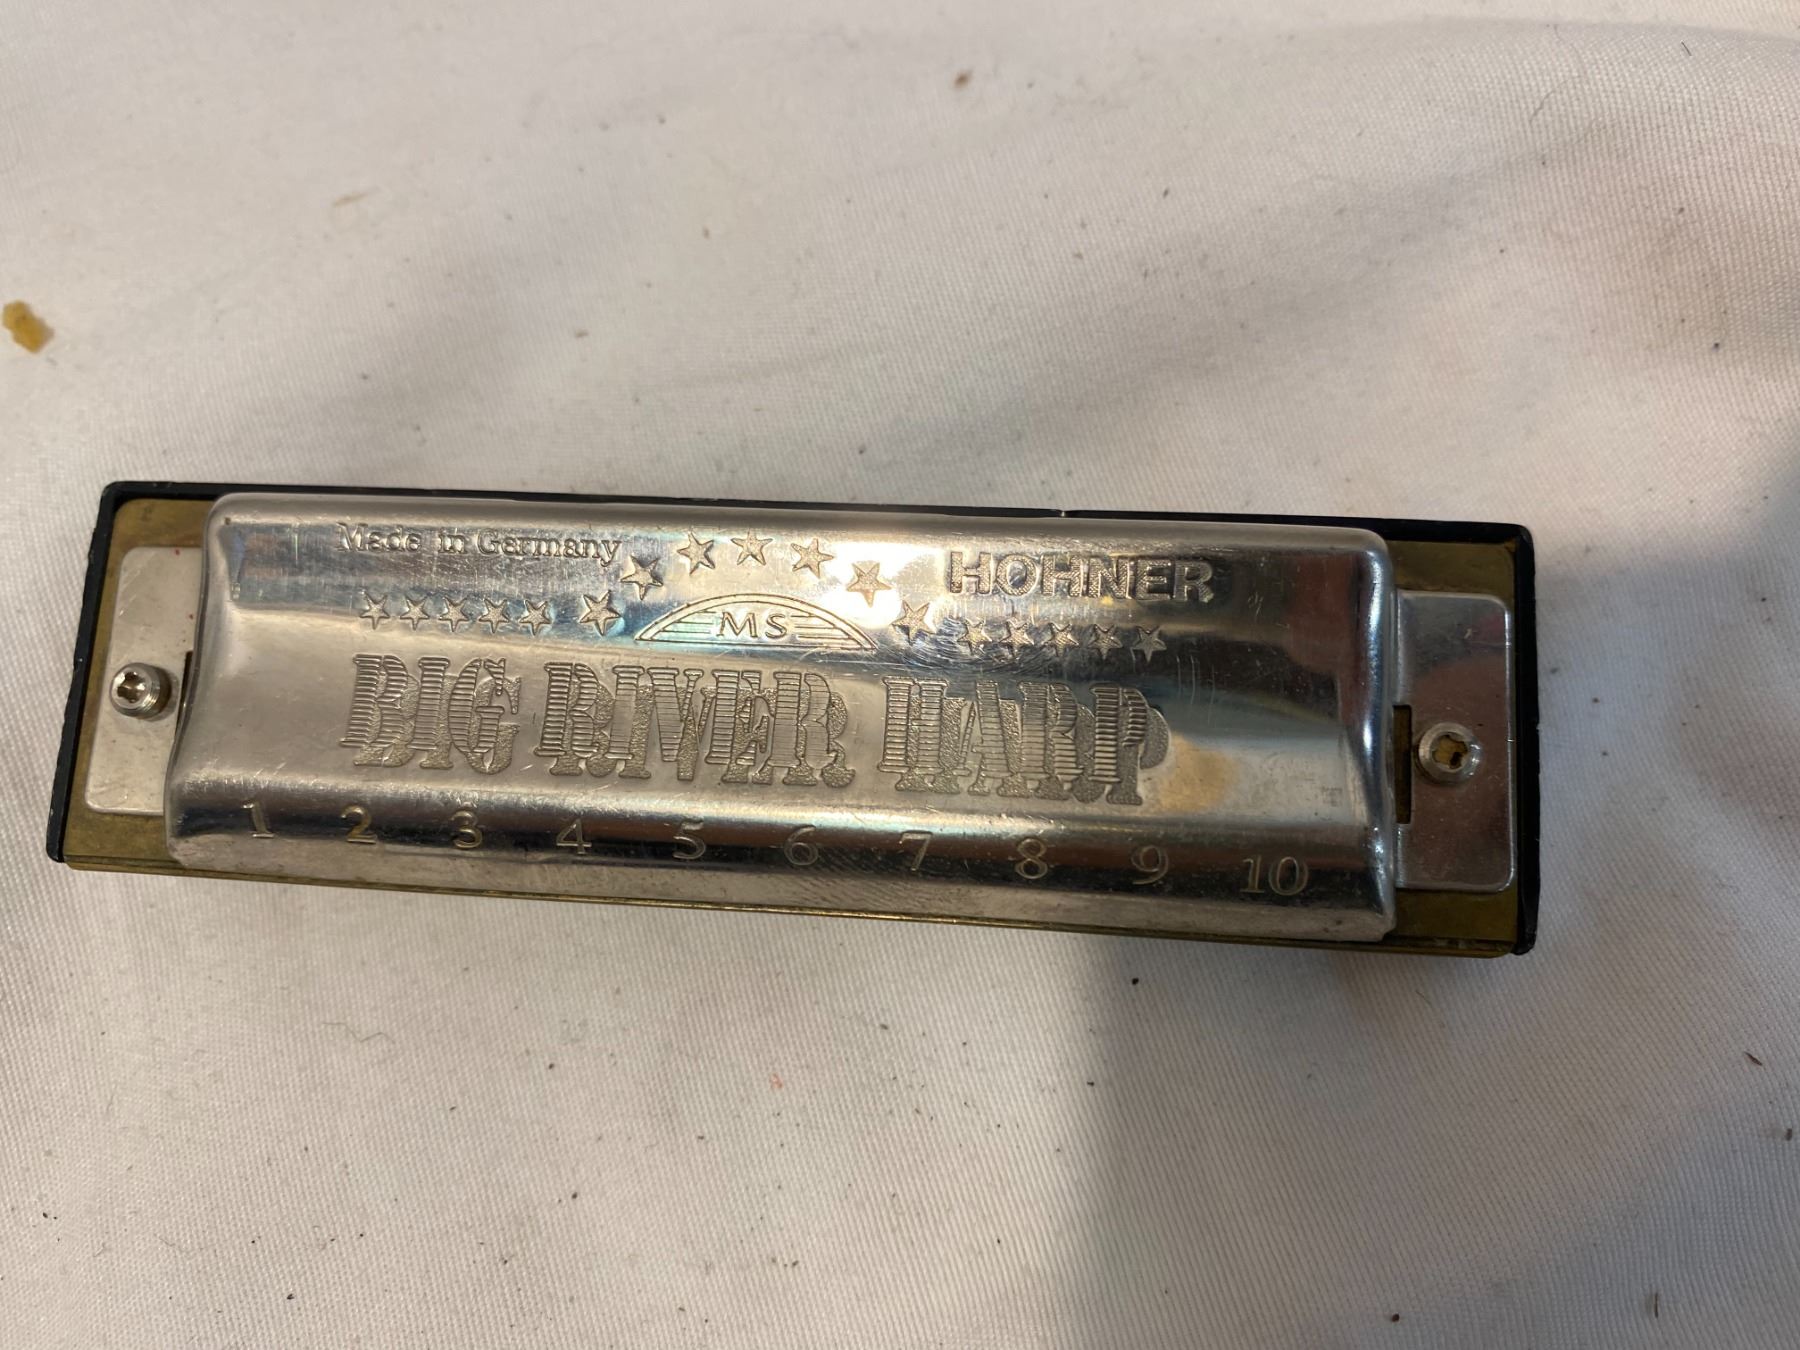 Made in Germany
HOHNER
MS
BIG RIVER HARP
1 2 3 4 5 6 7 8 9 10